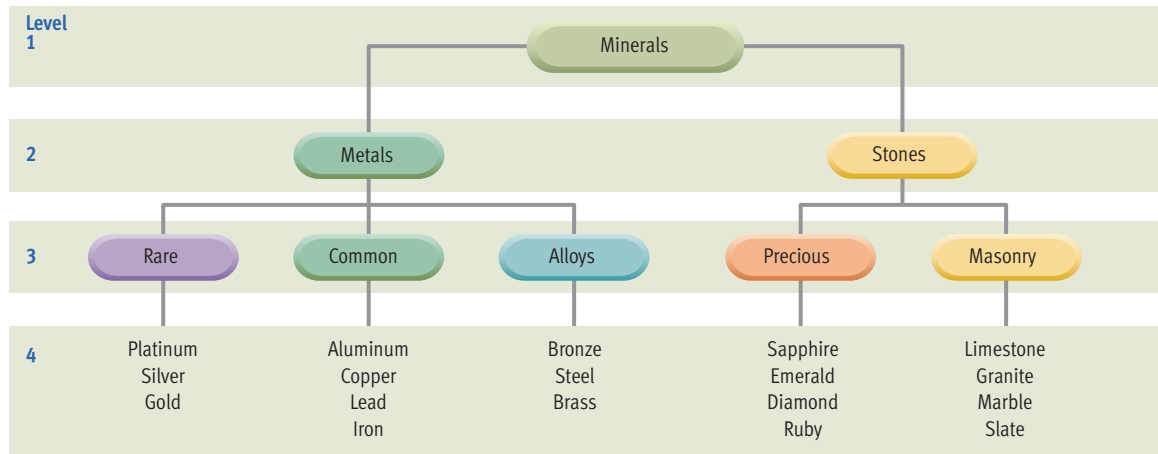 Level
1
Minerals
2
Metals
Stones
3
Rare
Common
Alloys
Precious
Masonry
4
Platinum
Silver
Gold
Aluminum
Copper
Lead
Iron
Bronze
Steel
Brass
Sapphire
Emerald
Diamond
Ruby
Limestone
Granite
Marble
Slate